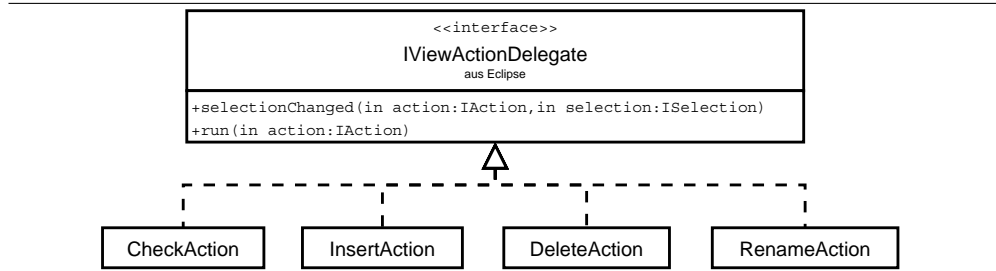 <<interface>>
IViewActionDelegate
aus Eclipse
+selectionChanged(in action:IAction,in selection:ISelection)
+run(in action:IAction)
CheckAction
InsertAction
DeleteAction
RenameAction